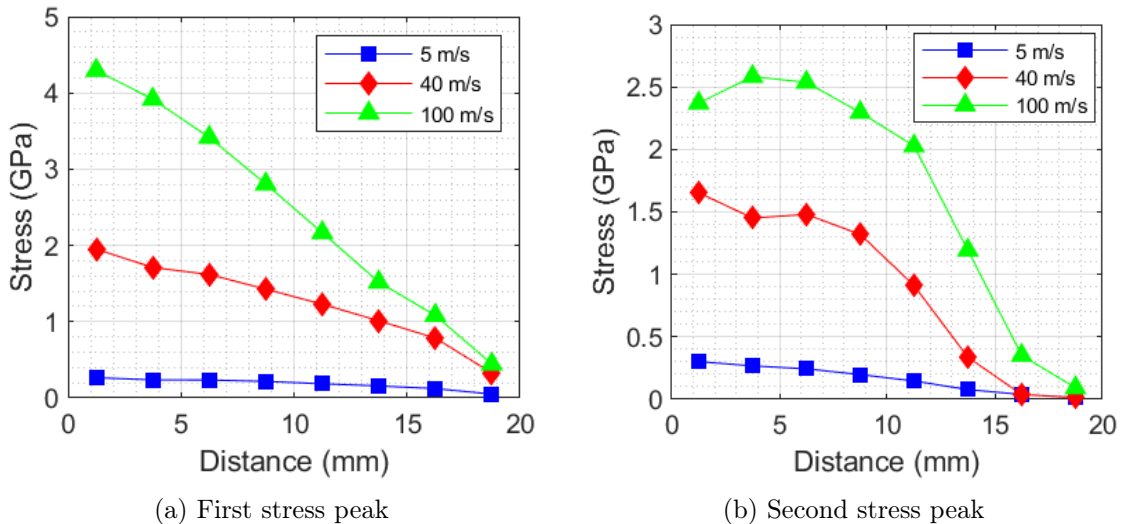 5
4
3
2
1
0
Stress (GPa)
5 m/s
40 m/s
100 m/s
0
5
10
15
20
Distance (mm)
(a) First stress peak
3
2.5
2
1.5
1
0.5
0
Stress (GPa)
5 m/s
40 m/s
100 m/s
0
5
10
15
20
Distance (mm)
(b) Second stress peak